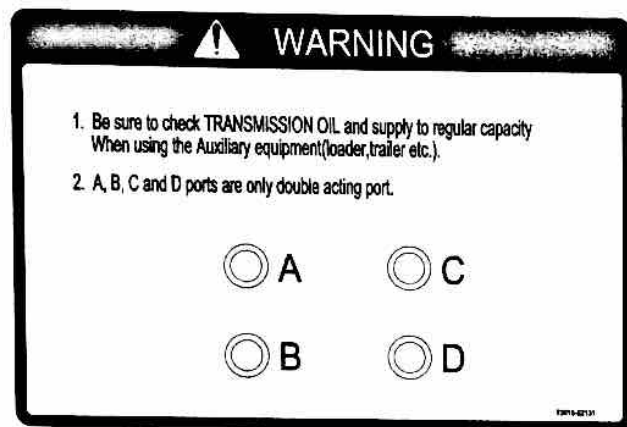 WARNING
1. Be sure to check TRANSMISSION OIL and supply to regular capacity
When using the Auxiliary equipment(loader,trailer etc.).
2. A, B, C and D ports are only double acting port.
A C
B D